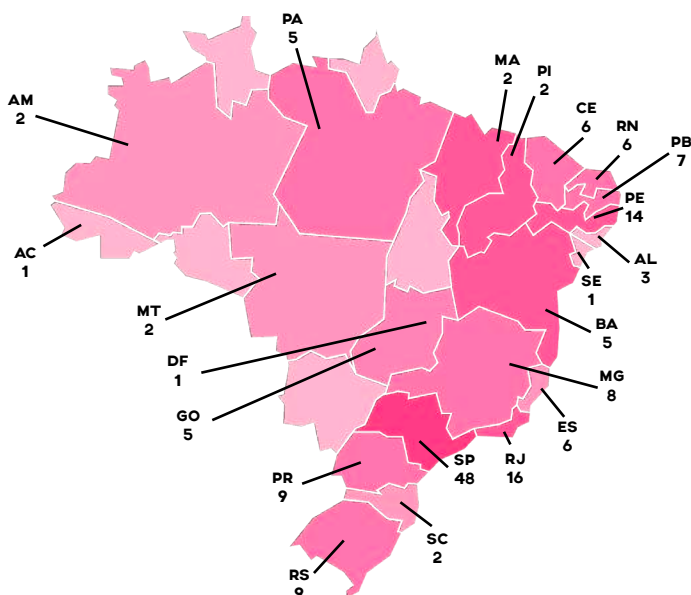 PA
5
AM
2
MA
2
PI
2
CE
6
RN
6
PB
7
PE
14
AL
3
SE
1
AC
1
MT
2
BA
5
DF
1
MG
8
GO
5
ES
6
RJ
16
SP
48
PR
9
SC
2
RS